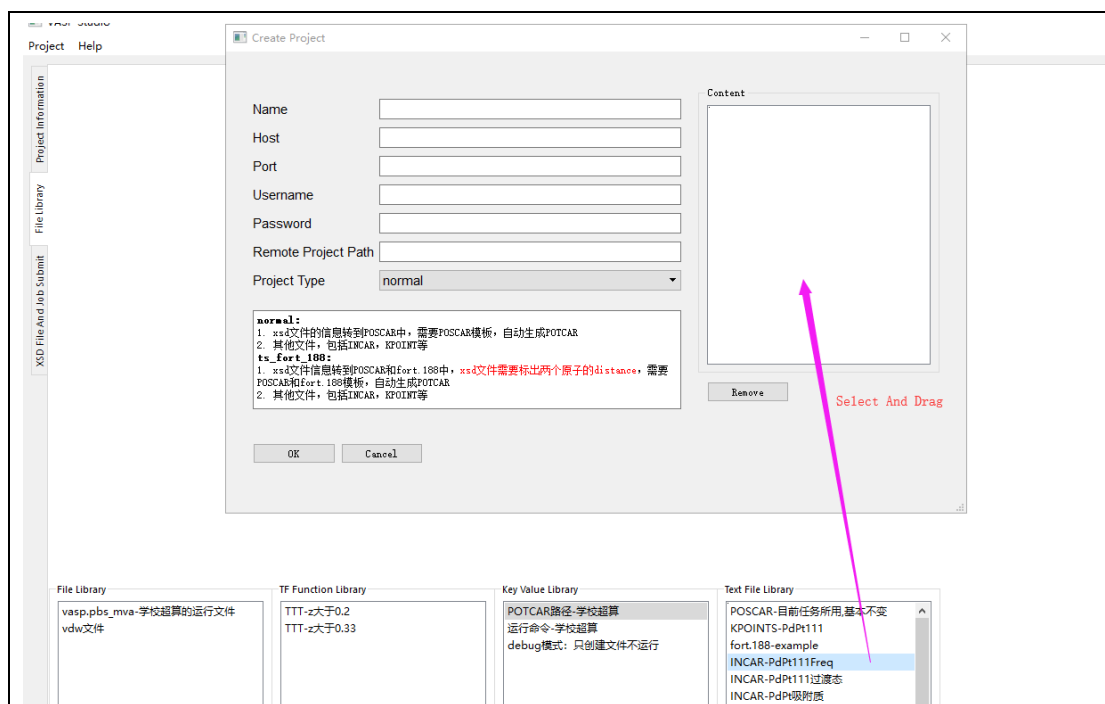 VASP Studio
Project Help
Create Project
Project Information
File Library
XSD File And Job Submit
Name
Host
Port
Username
Password
Remote Project Path
Project Type
normal
Content
normal:
1. xsd文件的信息转到POSCAR中，需要POSCAR模板，自动生成POTCAR
2. 其他文件，包括INCAR，KPOINT等
ts_fort_188:
1. xsd文件信息转到POSCAR和fort.188中，xsd文件需要标出两个原子的distance，需要
POSCAR和fort.188模板，自动生成POTCAR
2. 其他文件，包括INCAR，KPOINT等
Remove
Select And Drag
OK
Cancel
File Library
vasp.pbs_mva-学校超算的运行文件
vdw文件
TF Function Library
TTT-z大于0.2
TTT-z大于0.33
Key Value Library
POTCAR路径-学校超算
运行命令-学校超算
debug模式：只创建文件不运行
Text File Library
POSCAR-目前任务所用,基本不变
KPOINTS-PdPt111
fort.188-example
INCAR-PdPt111Freq
INCAR-PdPt111过渡态
INCAR-PdPt吸附质